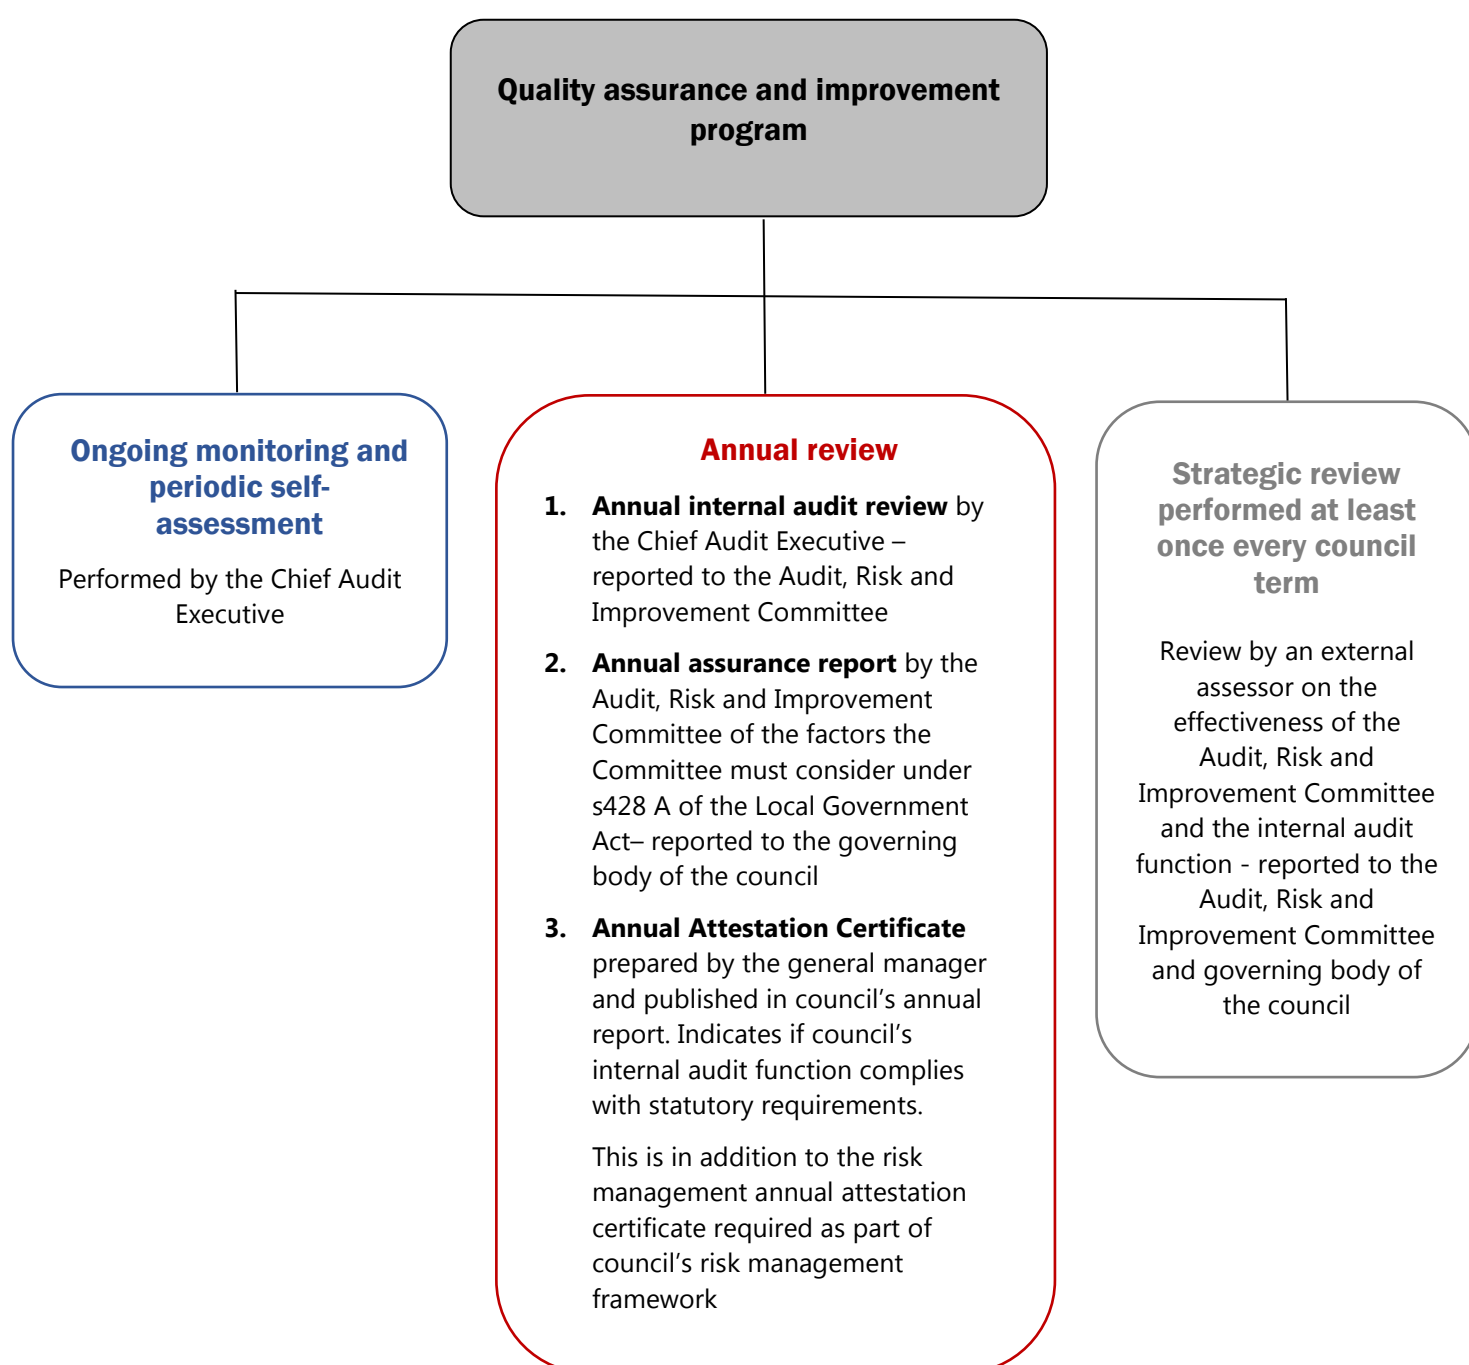 Quality assurance and improvement
program
Ongoing monitoring and
periodic self-
assessment
Performed by the Chief Audit
Executive
Annual review
1. Annual internal audit review by
the Chief Audit Executive –
reported to the Audit, Risk and
Improvement Committee
2. Annual assurance report by the
Audit, Risk and Improvement
Committee of the factors the
Committee must consider under
s428 A of the Local Government
Act– reported to the governing
body of the council
3. Annual Attestation Certificate
prepared by the general manager
and published in council’s annual
report. Indicates if council’s
internal audit function complies
with statutory requirements.
This is in addition to the risk
management annual attestation
certificate required as part of
council’s risk management
framework
Strategic review
performed at least
once every council
term
Review by an external
assessor on the
effectiveness of the
Audit, Risk and
Improvement Committee
and the internal audit
function - reported to the
Audit, Risk and
Improvement Committee
and governing body of
the council